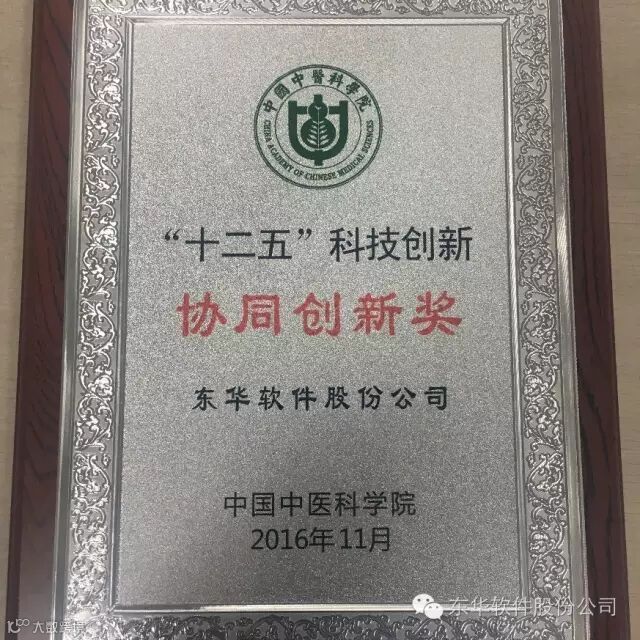 中國中醫科學院
CHINA ACADEMY OF CHINESE MEDICAL SCIENCES
“十二五”科技创新
协同创新奖
东华软件股份公司
中国中医科学院
2016年11月
东华软件股份公司